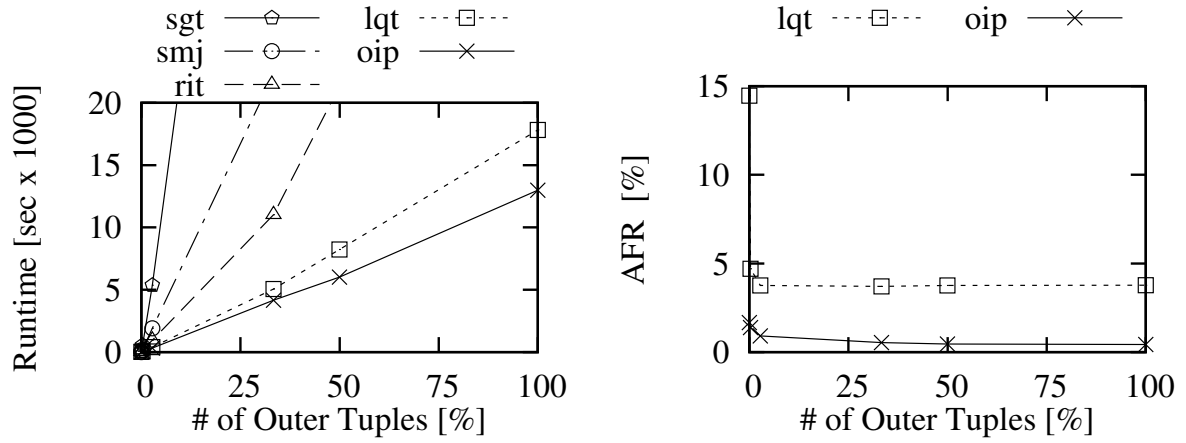 sgt
smj
rit
lqt
oip
20
15
10
5
0
Runtime [sec x 1000]
0 25 50 75 100
# of Outer Tuples [%]
lqt oip
15
10
5
0
AFR [%]
0 25 50 75 100
# of Outer Tuples [%]